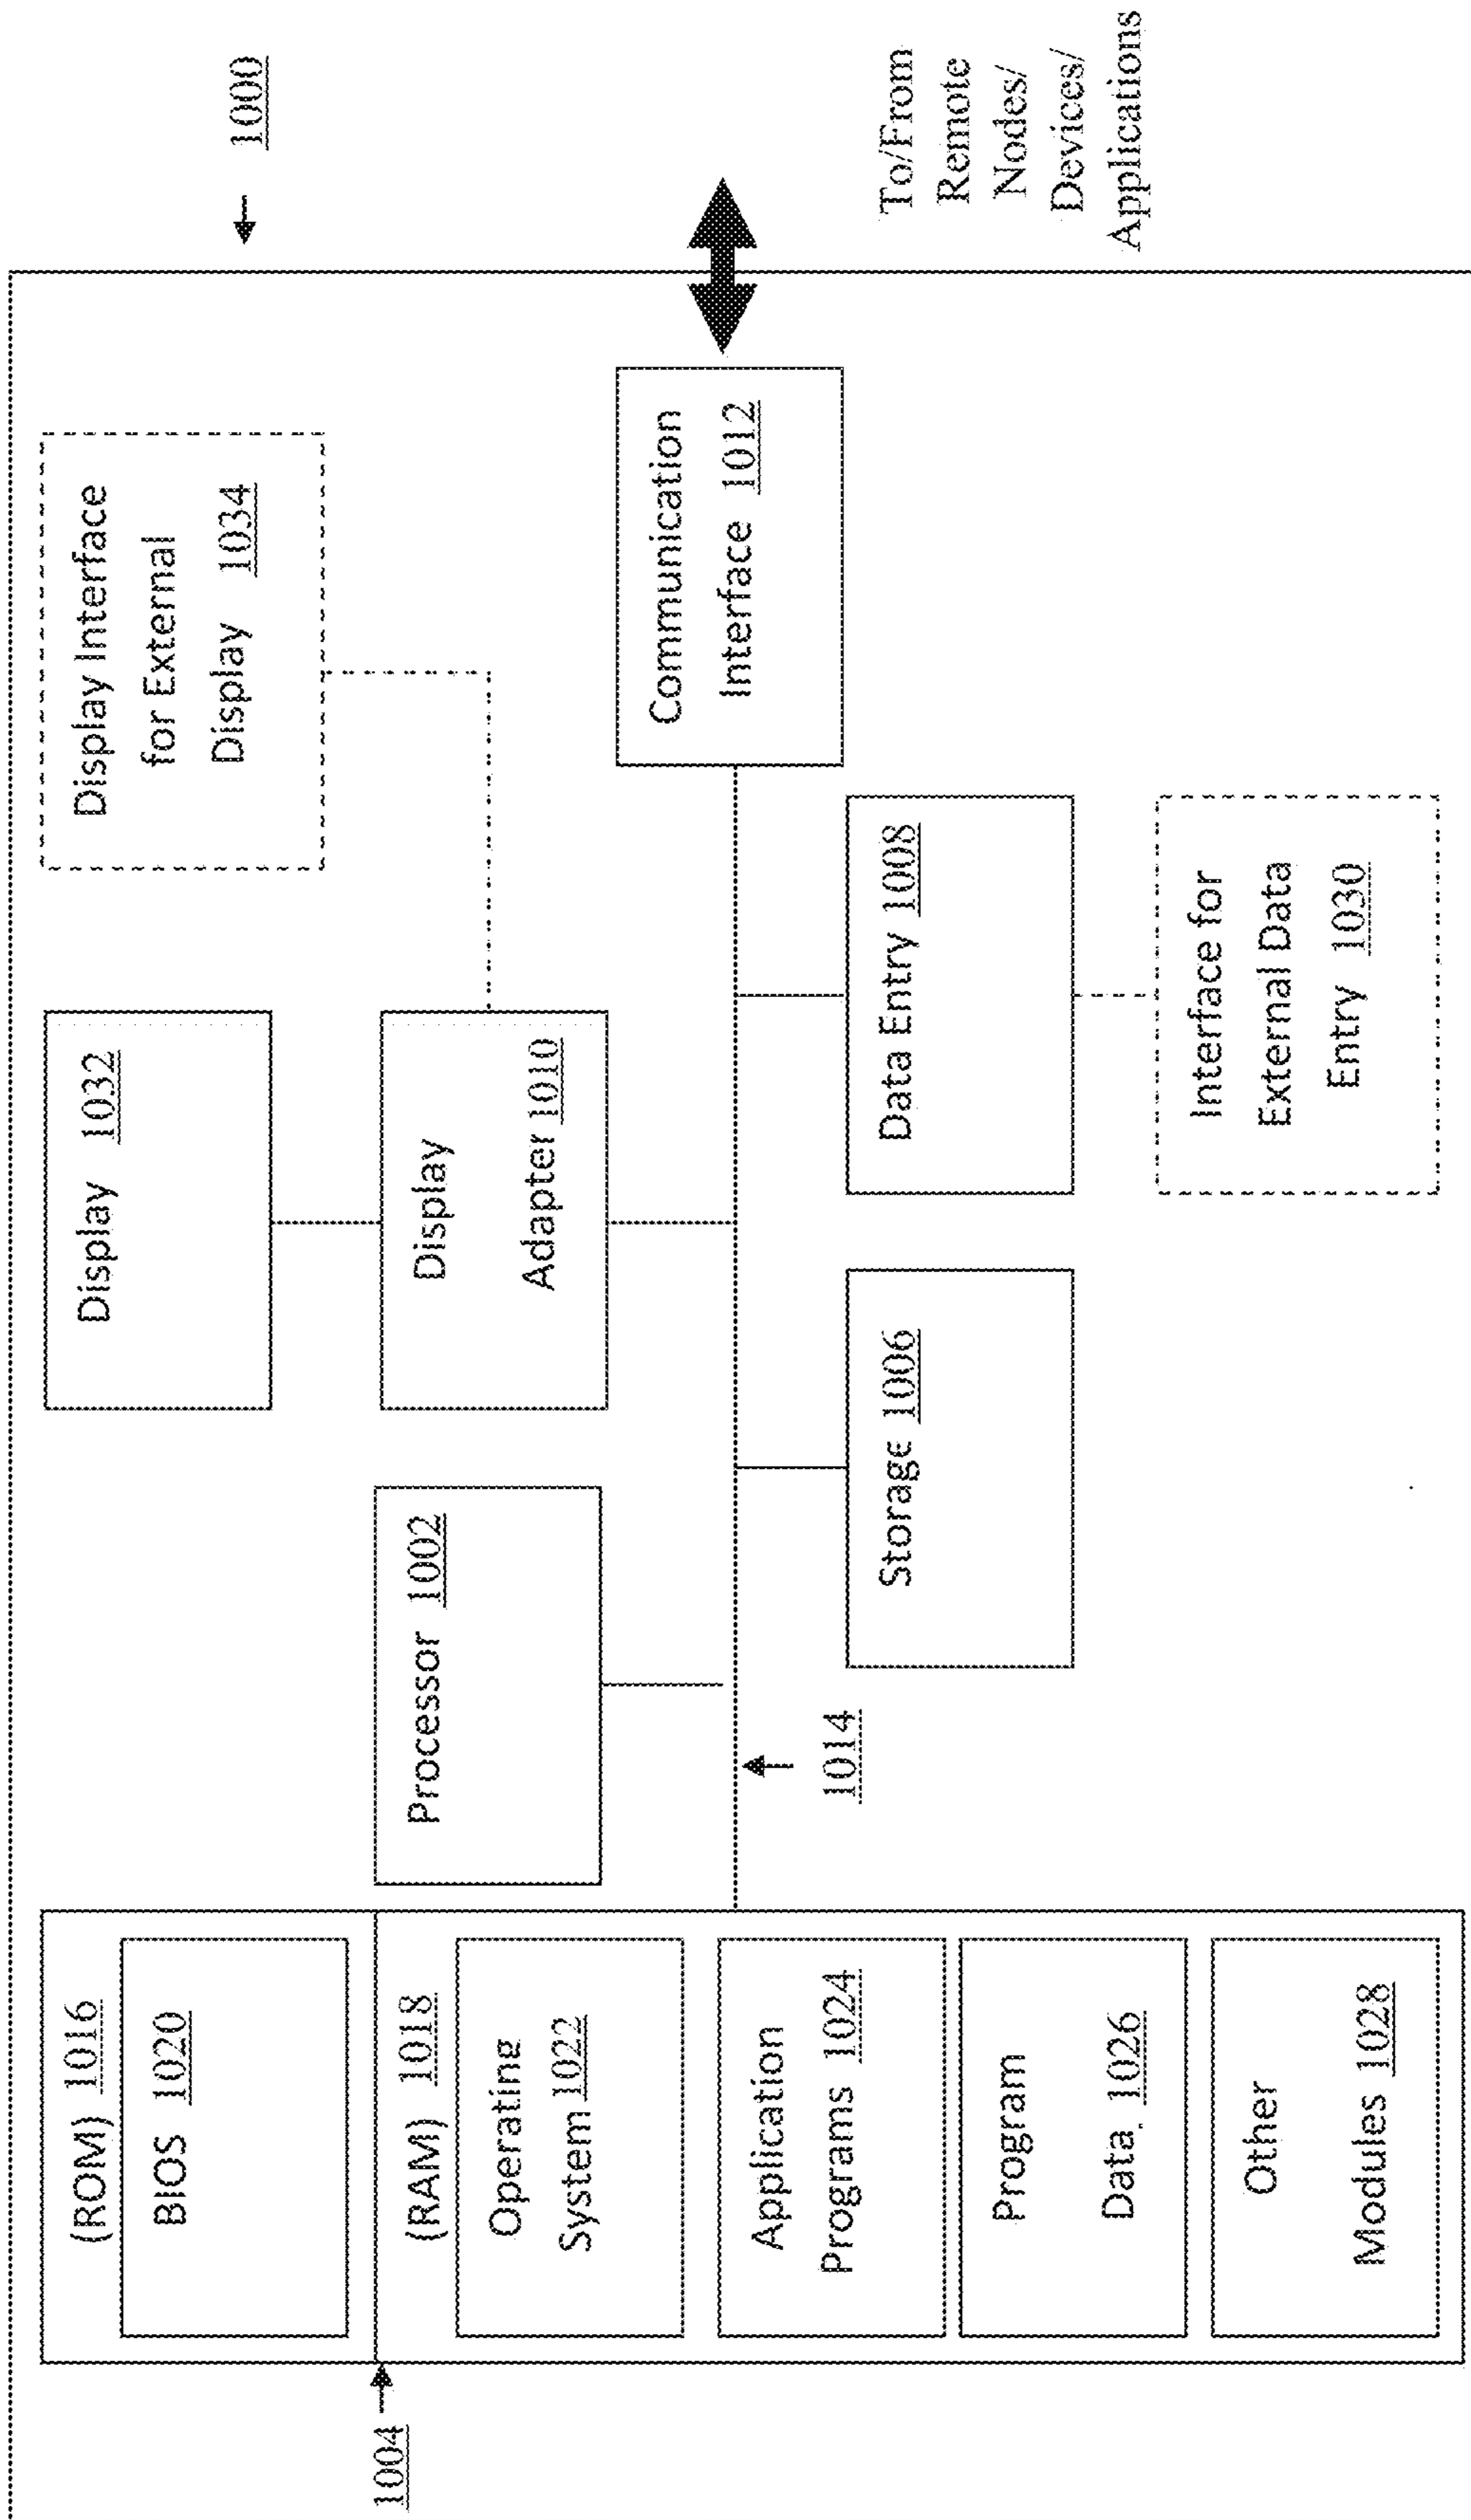 1000
1004
(ROM) 1016
BIOS 1020
(RAM) 1018
Operating
System 1022
Application
Programs 1024
Program
Data 1026
Other
Modules 1028
Processor 1002
1014
Display 1032
Display
Adapter 1010
Storage 1006
Display Interface
for External
Display 1034
Data Entry 1008
Interface for
External Data
Entry 1030
Communication
Interface 1012
To/From
Remote
Nodes/
Devices/
Applications